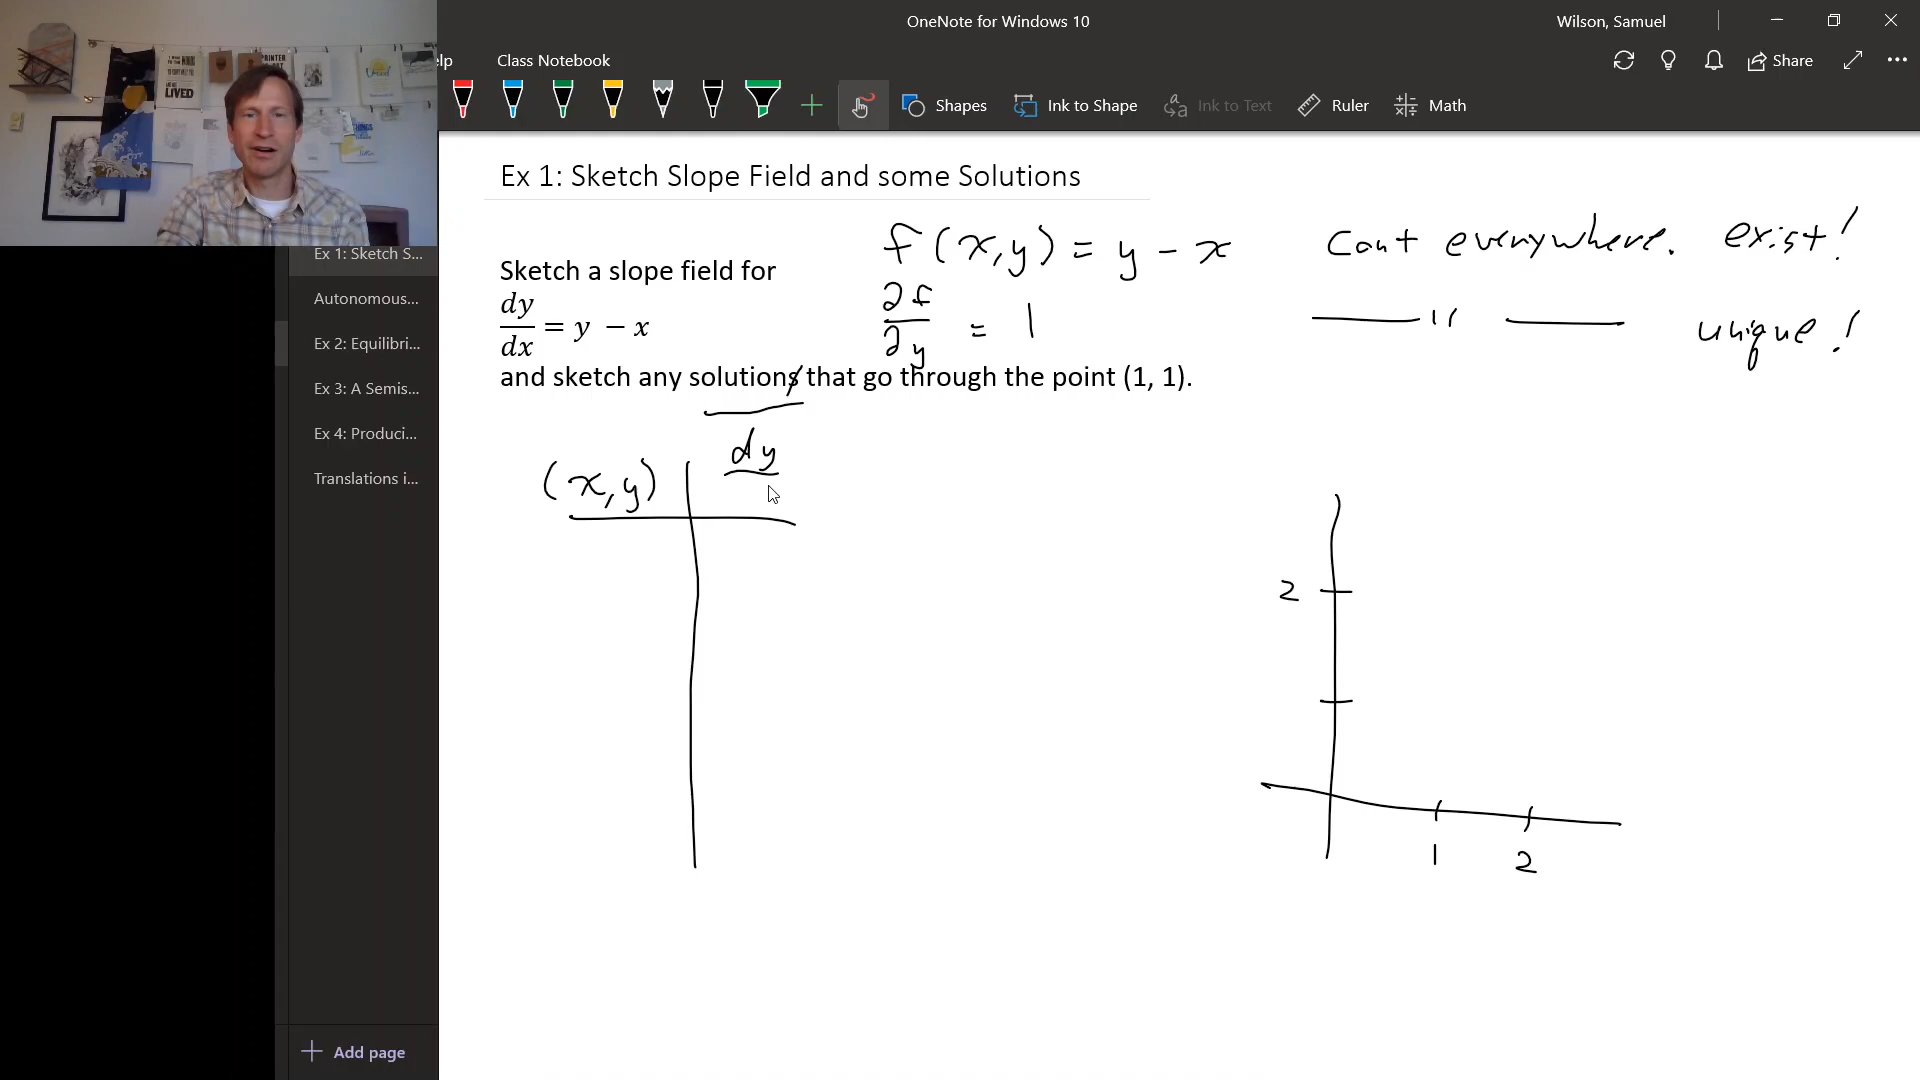 OneNote for Windows 10
Wilson, Samuel
lp
Class Notebook
Share
Shapes
Ink to Shape
Ink to Text
Ruler
Math
LIVED
Ex 1: Sketch S...
Autonomous...
Ex 2: Equilibri...
Ex 3: A Semis...
Ex 4: Produci...
Translations i...
Add page
Ex 1: Sketch Slope Field and some Solutions
Sketch a slope field for
dy/dx = y − x
and sketch any solutions that go through the point (1, 1).
f(x,y) = y − x
∂f/∂y = 1
Cont everywhere. exist!
—— " —— unique!
(x,y) | dy
2
1 2